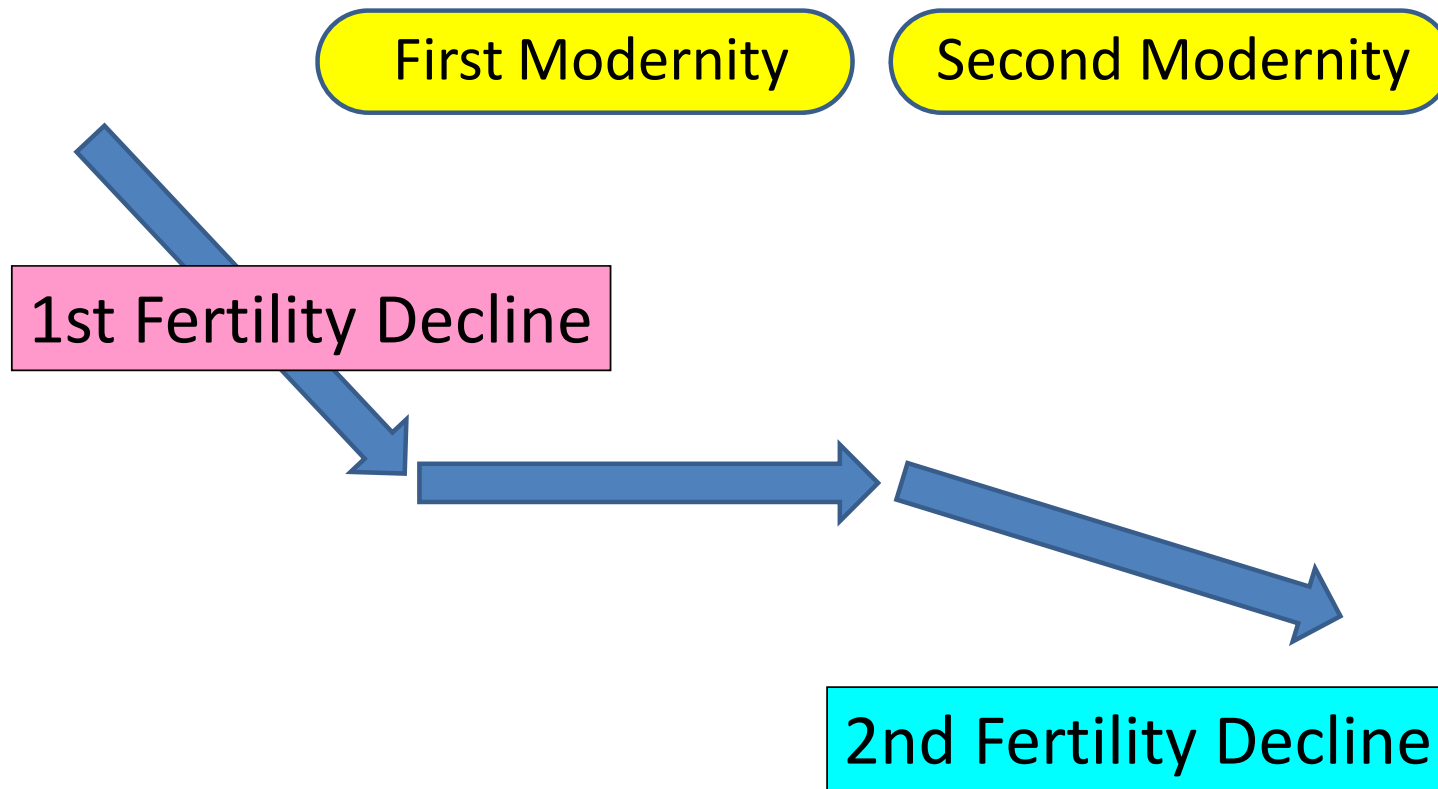 First Modernity
Second Modernity
1st Fertility Decline
2nd Fertility Decline